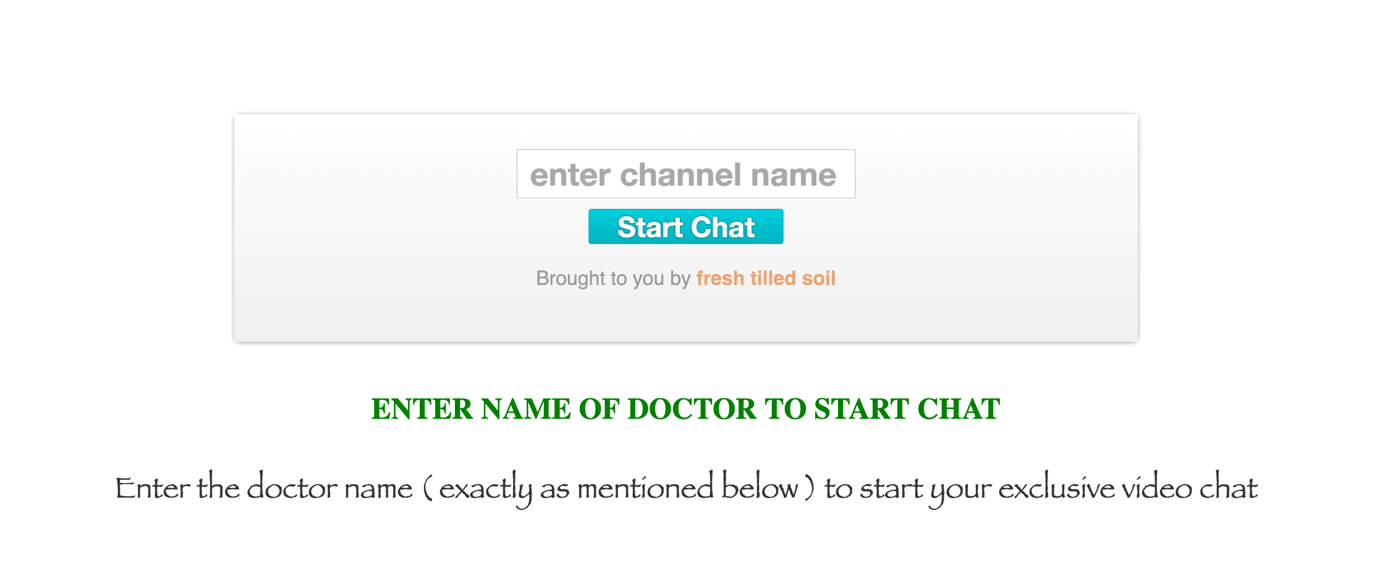 enter channel name
Start Chat
Brought to you by fresh tilled soil
ENTER NAME OF DOCTOR TO START CHAT
Enter the doctor name ( exactly as mentioned below ) to start your exclusive video chat